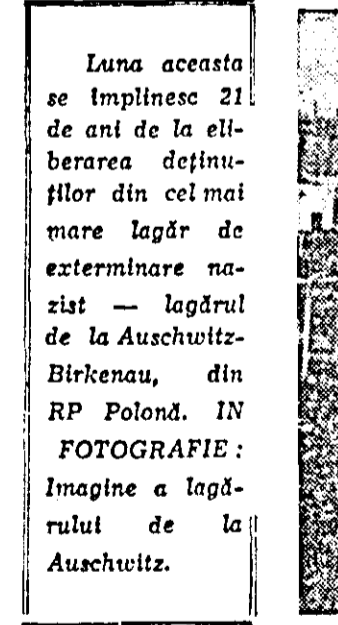 Luna aceasta
se împlinesc 21
de ani de la eli-
berarea deținu-
ților din cel mai
mare lagăr de
exterminare na-
zist — lagărul
de la Auschwitz-
Birkenau, din
RP Polonă. IN
FOTOGRAFIE:
Imagine a lagă-
rului de la
Auschwitz.